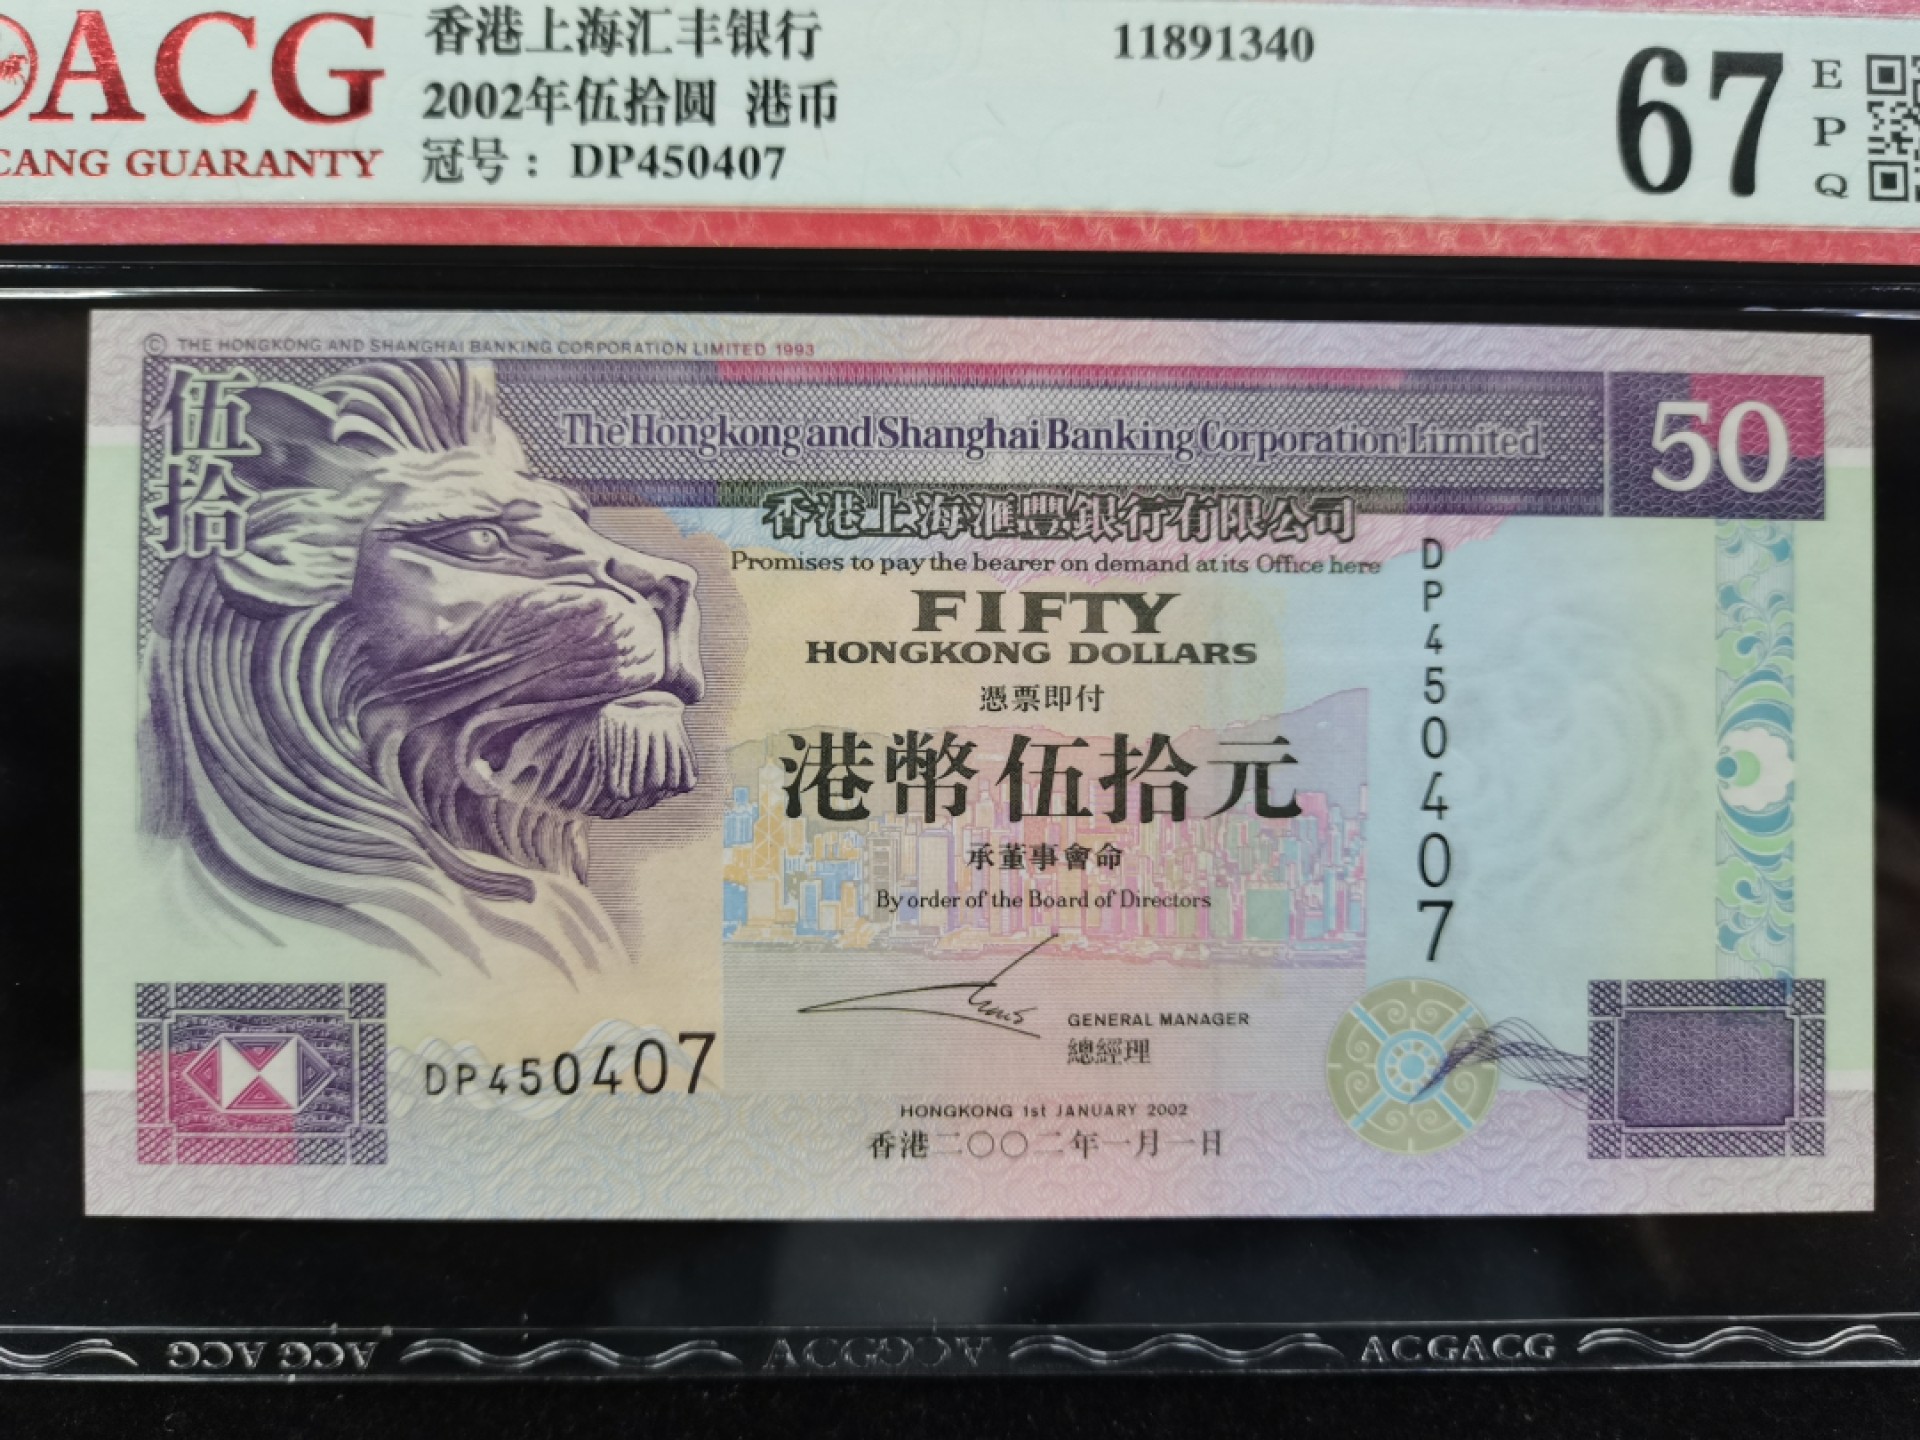 ACG
CANG GUARANTY
香港上海汇丰银行
2002年伍拾圆 港币
冠号：DP450407
11891340
67
EPQ
© THE HONGKONG AND SHANGHAI BANKING CORPORATION LIMITED 1993
伍拾
The Hongkong and Shanghai Banking Corporation Limited
50
香港上海滙豐銀行有限公司
Promises to pay the bearer on demand at its Office here
FIFTY
HONGKONG DOLLARS
憑票即付
港幣伍拾元
承董事會命
By order of the Board of Directors
DP450407
GENERAL MANAGER
總經理
DP450407
HONGKONG 1st JANUARY 2002
香港二〇〇二年一月一日
ACG ACG
ACGACG
ACGACG